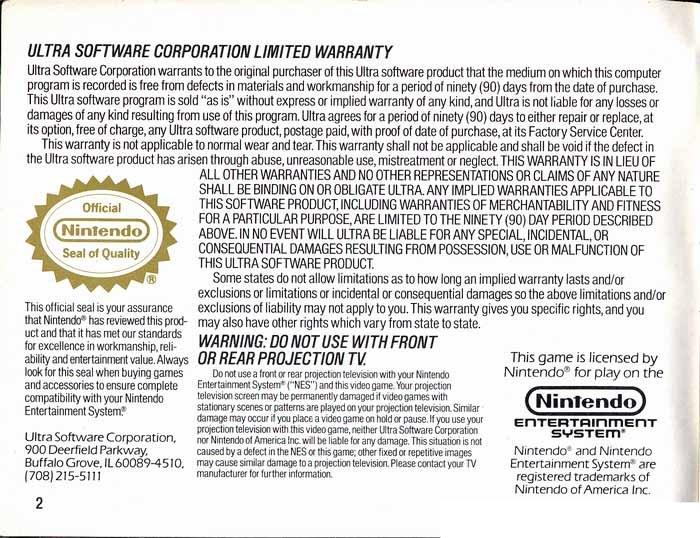 ULTRA SOFTWARE CORPORATION LIMITED WARRANTY
Ultra Software Corporation warrants to the original purchaser of this Ultra software product that the medium on which this computer
program is recorded is free from defects in materials and workmanship for a period of ninety (90) days from the date of purchase.
This Ultra software program is sold “as is” without express or implied warranty of any kind, and Ultra is not liable for any losses or
damages of any kind resulting from use of this program. Ultra agrees for a period of ninety (90) days to either repair or replace, at
its option, free of charge, any Ultra software product, postage paid, with proof of date of purchase, at its Factory Service Center.
This warranty is not applicable to normal wear and tear. This warranty shall not be applicable and shall be void if the defect in
the Ultra software product has arisen through abuse, unreasonable use, mistreatment or neglect. THIS WARRANTY IS IN LIEU OF
ALL OTHER WARRANTIES AND NO OTHER REPRESENTATIONS OR CLAIMS OF ANY NATURE
SHALL BE BINDING ON OR OBLIGATE ULTRA. ANY IMPLIED WARRANTIES APPLICABLE TO
THIS SOFTWARE PRODUCT, INCLUDING WARRANTIES OF MERCHANTABILITY AND FITNESS
FOR A PARTICULAR PURPOSE, ARE LIMITED TO THE NINETY (90) DAY PERIOD DESCRIBED
ABOVE. IN NO EVENT WILL ULTRA BE LIABLE FOR ANY SPECIAL, INCIDENTAL, OR
CONSEQUENTIAL DAMAGES RESULTING FROM POSSESSION, USE OR MALFUNCTION OF
THIS ULTRA SOFTWARE PRODUCT.
Some states do not allow limitations as to how long an implied warranty lasts and/or
exclusions or limitations or incidental or consequential damages so the above limitations and/or
exclusions of liability may not apply to you. This warranty gives you specific rights, and you
may also have other rights which vary from state to state.
Official
Nintendo
Seal of Quality
®
This official seal is your assurance
that Nintendo® has reviewed this prod-
uct and that it has met our standards
for excellence in workmanship, reli-
ability and entertainment value. Always
look for this seal when buying games
and accessories to ensure complete
compatibility with your Nintendo
Entertainment System.®
Ultra Software Corporation,
900 Deerfield Parkway,
Buffalo Grove, IL 60089-4510,
(708) 215-5111
2
WARNING: DO NOT USE WITH FRONT
OR REAR PROJECTION TV.
Do not use a front or rear projection television with your Nintendo
Entertainment System® (“NES”) and this video game. Your projection
television screen may be permanently damaged if video games with
stationary scenes or patterns are played on your projection television. Similar
damage may occur if you place a video game on hold or pause. If you use your
projection television with this video game, neither Ultra Software Corporation
nor Nintendo of America Inc. will be liable for any damage. This situation is not
caused by a defect in the NES or this game; other fixed or repetitive images
may cause similar damage to a projection television. Please contact your TV
manufacturer for further information.
This game is licensed by
Nintendo® for play on the
Nintendo
ENTERTAINMENT
SYSTEM®
Nintendo® and Nintendo
Entertainment System® are
registered trademarks of
Nintendo of America Inc.